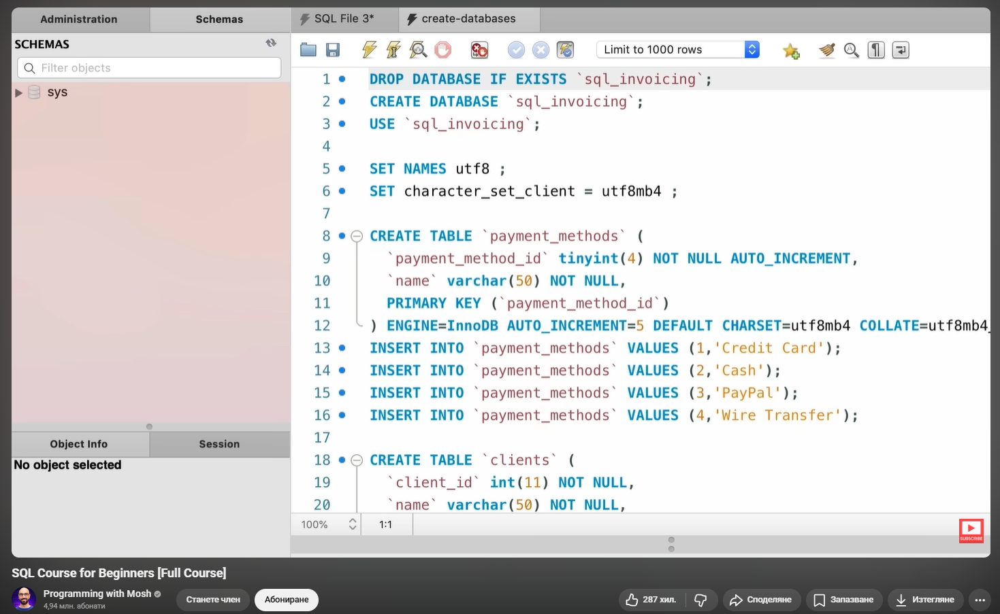 Administration
Schemas
SQL File 3*
create-databases
SCHEMAS
Filter objects
sys
Limit to 1000 rows
1 DROP DATABASE IF EXISTS `sql_invoicing`;
2 CREATE DATABASE `sql_invoicing`;
3 USE `sql_invoicing`;
4
5 SET NAMES utf8 ;
6 SET character_set_client = utf8mb4 ;
7
8 CREATE TABLE `payment_methods` (
9 `payment_method_id` tinyint(4) NOT NULL AUTO_INCREMENT,
10 `name` varchar(50) NOT NULL,
11 PRIMARY KEY (`payment_method_id`)
12 ) ENGINE=InnoDB AUTO_INCREMENT=5 DEFAULT CHARSET=utf8mb4 COLLATE=utf8mb4_
13 INSERT INTO `payment_methods` VALUES (1,'Credit Card');
14 INSERT INTO `payment_methods` VALUES (2,'Cash');
15 INSERT INTO `payment_methods` VALUES (3,'PayPal');
16 INSERT INTO `payment_methods` VALUES (4,'Wire Transfer');
17
18 CREATE TABLE `clients` (
19 `client_id` int(11) NOT NULL,
20 `name` varchar(50) NOT NULL,
Object Info
Session
No object selected
100%
1:1
SUBSCRIBE
SQL Course for Beginners [Full Course]
Programming with Mosh
4,94 млн. абонати
Станете член
Абониране
287 хил.
Споделяне
Запазване
Изтегляне